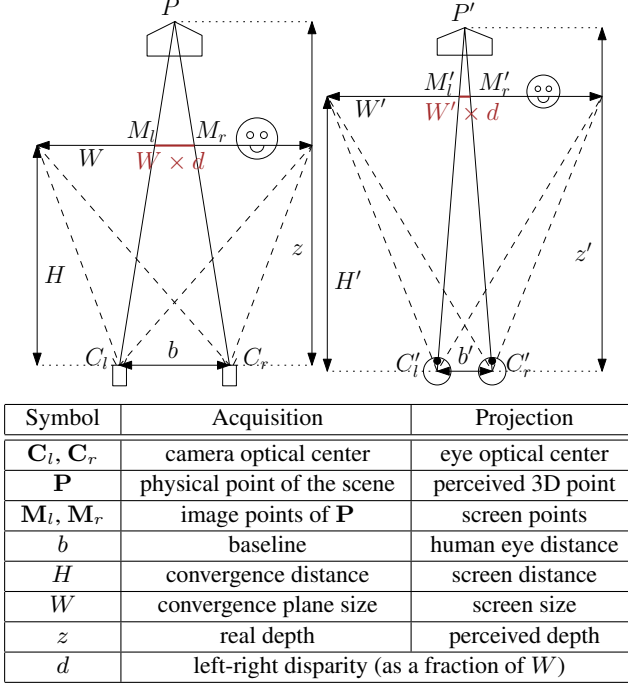 P
P′
M_l M_r
M′_l M′_r
W
W × d
W′
W′ × d
H
z
H′
z′
C_l b C_r
C′_l b′ C′_r
Symbol Acquisition Projection
C_l, C_r camera optical center eye optical center
P physical point of the scene perceived 3D point
M_l, M_r image points of P screen points
b baseline human eye distance
H convergence distance screen distance
W convergence plane size screen size
z real depth perceived depth
d left-right disparity (as a fraction of W)